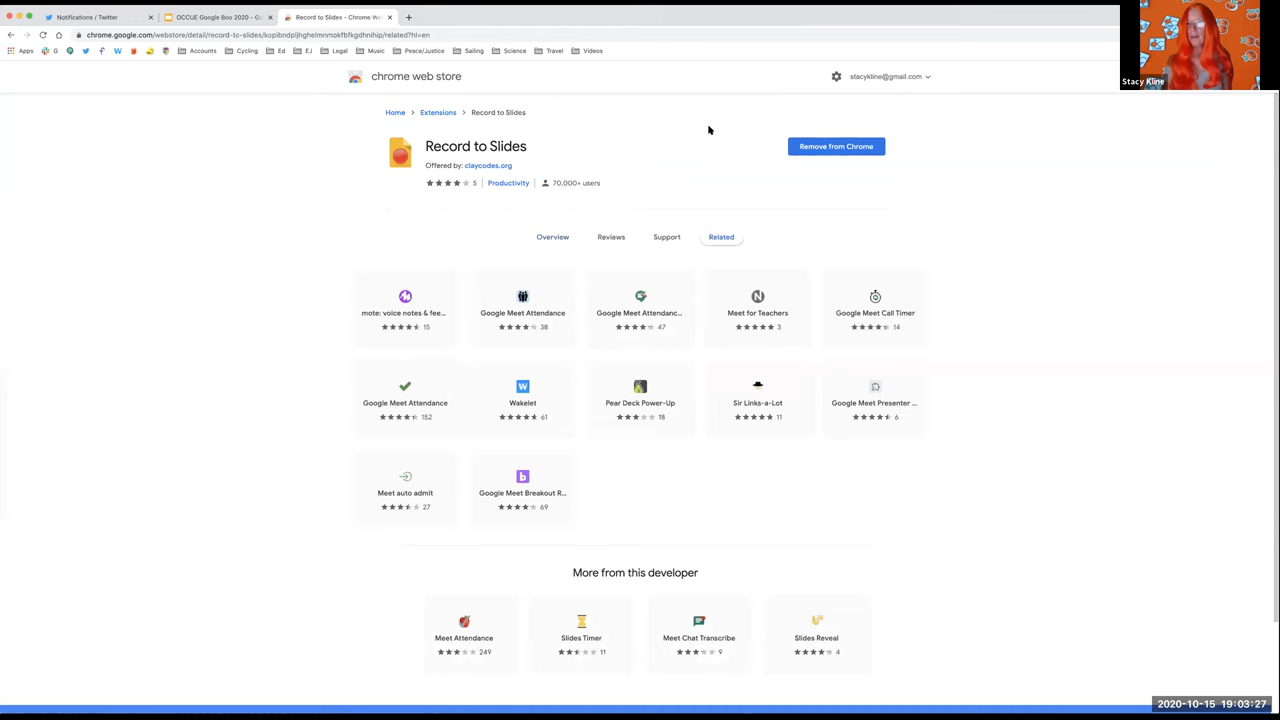 Notifications / Twitter
OCCUE Google Boo 2020 - Go
Record to Slides - Chrome We
chrome.google.com/webstore/detail/record-to-slides/kopibndpljhghelmnmokfbfkgdhnihip/related?hl=en
Apps G Accounts Cycling Ed EJ Legal Music Peace/Justice Sailing Science Travel Videos
Stacy Kline
chrome web store
stacykline@gmail.com
Home > Extensions > Record to Slides
Record to Slides
Remove from Chrome
Offered by: claycodes.org
5 | Productivity | 70,000+ users
Overview Reviews Support Related
mote: voice notes & fee... Google Meet Attendance Google Meet Attendanc... Meet for Teachers Google Meet Call Timer
15 38 47 3 14
Google Meet Attendance Wakelet Pear Deck Power-Up Sir Links-a-Lot Google Meet Presenter ...
152 61 18 11 6
Meet auto admit Google Meet Breakout R...
27 69
More from this developer
Meet Attendance Slides Timer Meet Chat Transcribe Slides Reveal
249 11 9 4
2020-10-15 19:03:27